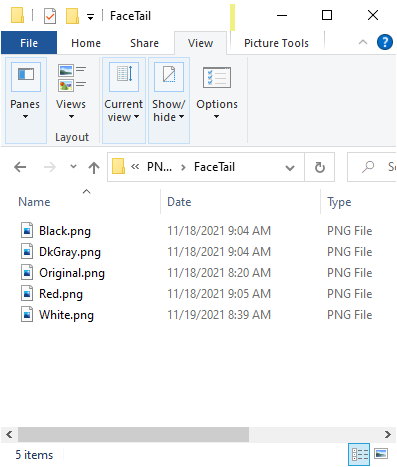 FaceTail
File Home Share View Picture Tools
Panes Views Current view Show/hide Options
Layout
PN... FaceTail
Name Date Type
Black.png 11/18/2021 9:04 AM PNG File
DkGray.png 11/18/2021 9:04 AM PNG File
Original.png 11/18/2021 8:20 AM PNG File
Red.png 11/18/2021 9:05 AM PNG File
White.png 11/19/2021 8:39 AM PNG File
5 items